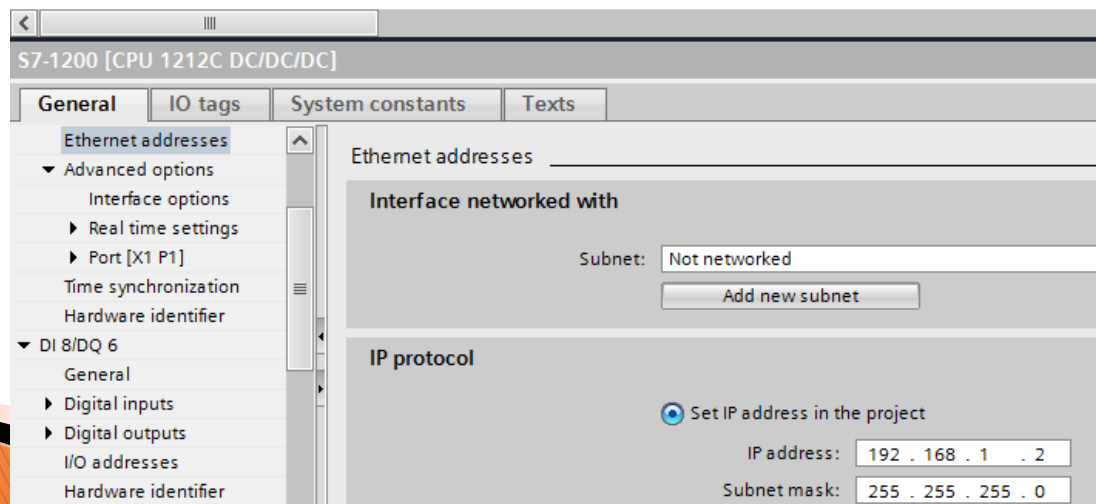 S7-1200 [CPU 1212C DC/DC/DC]
General IO tags System constants Texts
Ethernet addresses
Advanced options
Interface options
Real time settings
Port [X1 P1]
Time synchronization
Hardware identifier
DI 8/DQ 6
General
Digital inputs
Digital outputs
I/O addresses
Hardware identifier
Ethernet addresses
Interface networked with
Subnet: Not networked
Add new subnet
IP protocol
Set IP address in the project
IP address: 192 . 168 . 1 . 2
Subnet mask: 255 . 255 . 255 . 0